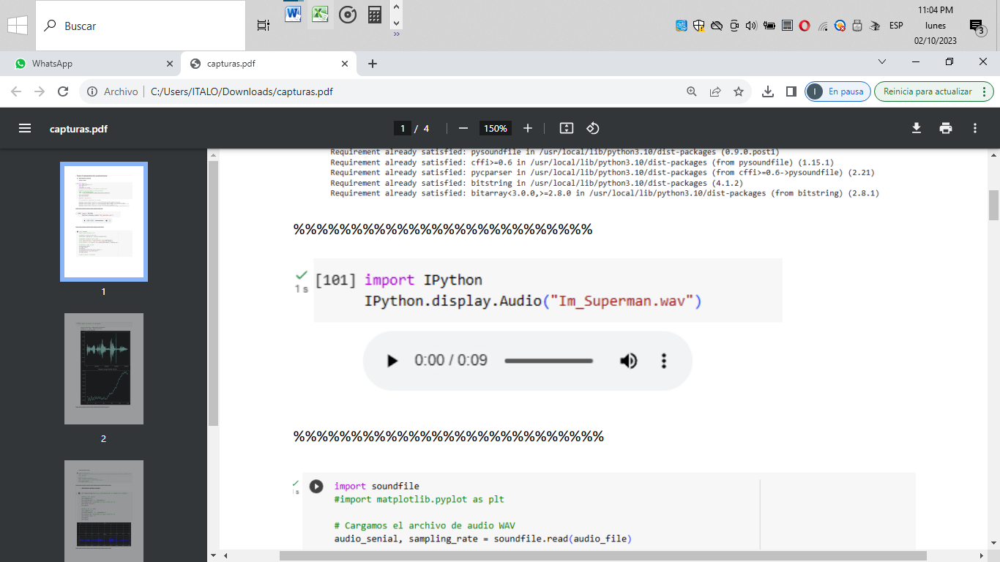 11:04 PM
Buscar
ESP
lunes
02/10/2023
3
WhatsApp
capturas.pdf
Archivo
C:/Users/ITALO/Downloads/capturas.pdf
I
En pausa
Reinicia para actualizar
capturas.pdf
1 / 4
150%
Requirement already satisfied: pysoundfile in /usr/local/lib/python3.10/dist-packages (0.9.0.post1)
Requirement already satisfied: cffi>=0.6 in /usr/local/lib/python3.10/dist-packages (from pysoundfile) (1.15.1)
Requirement already satisfied: pycparser in /usr/local/lib/python3.10/dist-packages (from cffi>=0.6->pysoundfile) (2.21)
Requirement already satisfied: bitstring in /usr/local/lib/python3.10/dist-packages (4.1.2)
Requirement already satisfied: bitarray<3.0.0,>=2.8.0 in /usr/local/lib/python3.10/dist-packages (from bitstring) (2.8.1)
%%%%%%%%%%%%%%%%%%%%%%%%%%
[101] import IPython
1 s
IPython.display.Audio("Im_Superman.wav")
0:00 / 0:09
%%%%%%%%%%%%%%%%%%%%%%%%%%%
import soundfile
s
#import matplotlib.pyplot as plt
# Cargamos el archivo de audio WAV
audio_senial, sampling_rate = soundfile.read(audio_file)
1
2